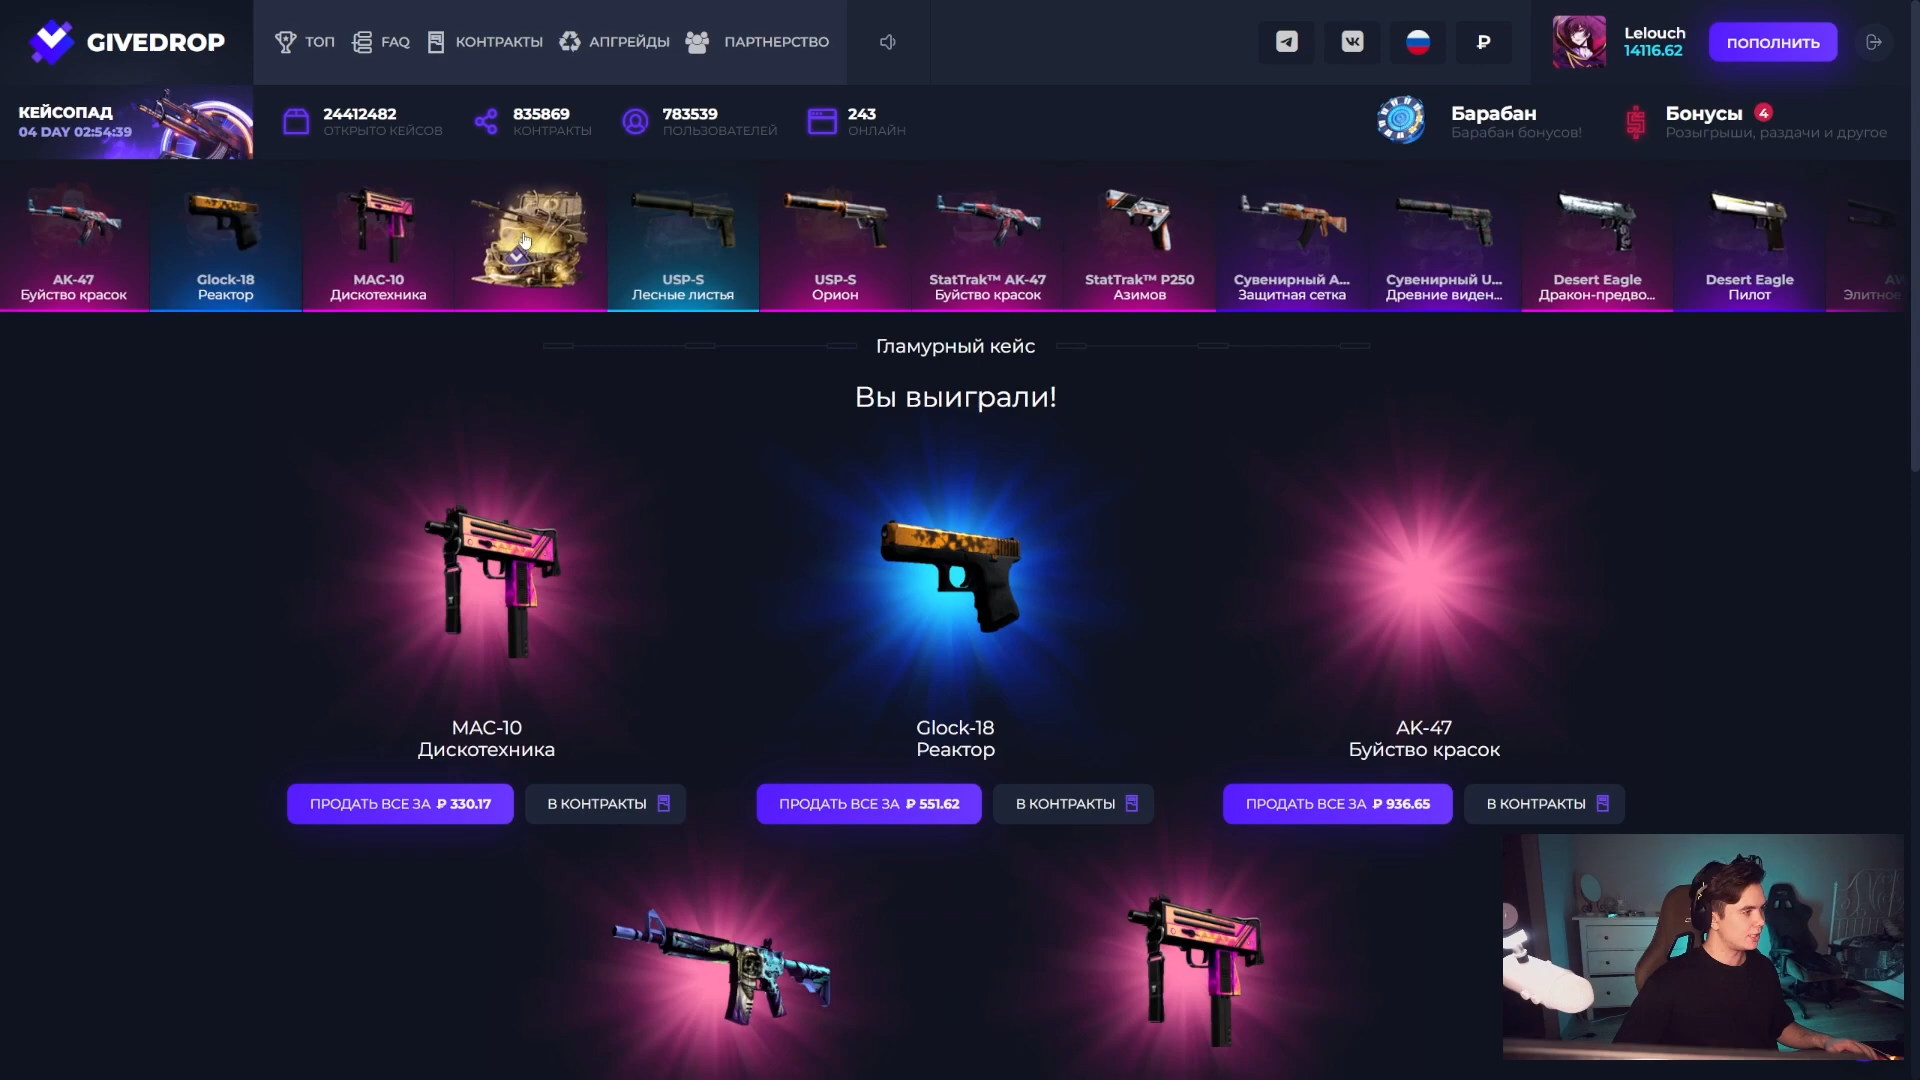 GIVEDROP
ТОП
FAQ
КОНТРАКТЫ
АПГРЕЙДЫ
ПАРТНЕРСТВО
₽
Lelouch
14116.62
ПОПОЛНИТЬ
КЕЙСОПАД
04 DAY 02:54:39
24412482
ОТКРЫТО КЕЙСОВ
835869
КОНТРАКТЫ
783539
ПОЛЬЗОВАТЕЛЕЙ
243
ОНЛАЙН
Барабан
Барабан бонусов!
Бонусы 4
Розыгрыши, раздачи и другое
AK-47
Буйство красок
Glock-18
Реактор
MAC-10
Дискотехника
USP-S
Лесные листья
USP-S
Орион
StatTrak™ AK-47
Буйство красок
StatTrak™ P250
Азимов
Сувенирный A...
Защитная сетка
Сувенирный U...
Древние виден...
Desert Eagle
Дракон-предво...
Desert Eagle
Пилот
Элитное
Гламурный кейс
Вы выиграли!
MAC-10
Дискотехника
Glock-18
Реактор
AK-47
Буйство красок
ПРОДАТЬ ВСЕ ЗА ₽ 330.17
В КОНТРАКТЫ
ПРОДАТЬ ВСЕ ЗА ₽ 551.62
В КОНТРАКТЫ
ПРОДАТЬ ВСЕ ЗА ₽ 936.65
В КОНТРАКТЫ